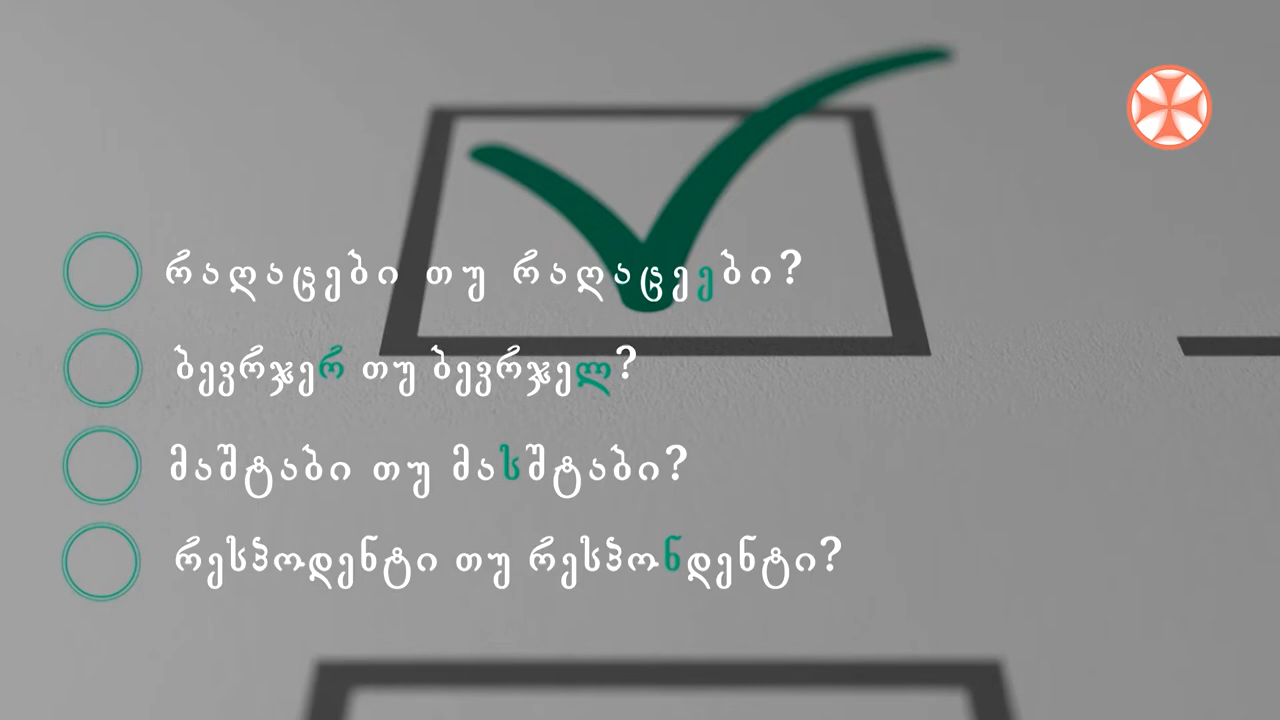 რაღაცები თუ რაღაცეები?
ბევრჯერ თუ ბევრჯელ?
მაშტაბი თუ მასშტაბი?
რესპოდენტი თუ რესპონდენტი?